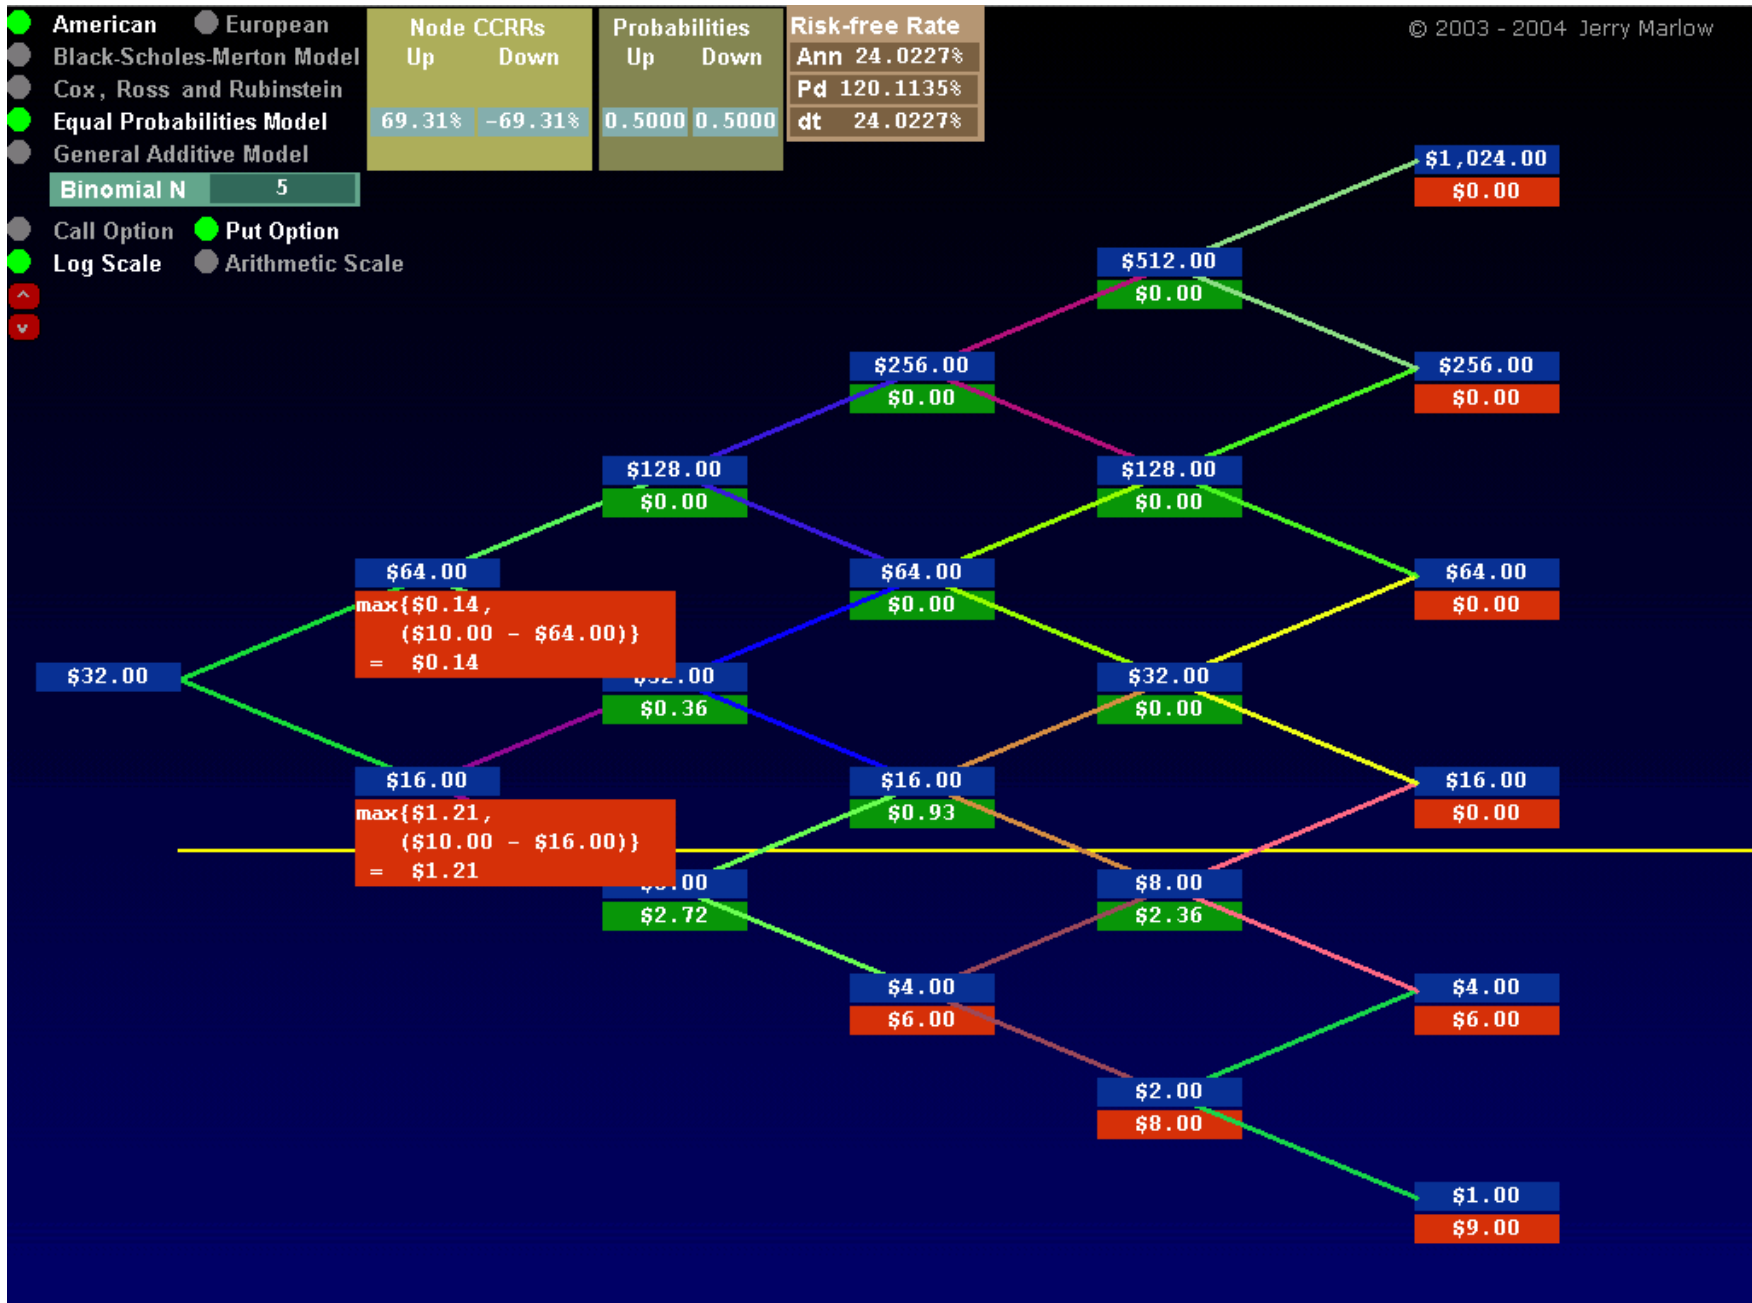 American European
Black-Scholes-Merton Model
Cox, Ross and Rubinstein
Equal Probabilities Model
General Additive Model
Binomial N 5
Call Option Put Option
Log Scale Arithmetic Scale
^
v
Node CCRRs
Up Down
69.31% -69.31%
Probabilities
Up Down
0.5000 0.5000
Risk-free Rate
Ann 24.0227%
Pd 120.1135%
dt 24.0227%
© 2003 - 2004 Jerry Marlow
$1,024.00
$0.00
$512.00
$0.00
$256.00
$0.00
$256.00
$0.00
$128.00
$0.00
$128.00
$0.00
$64.00
max{$0.14,
($10.00 - $64.00)}
= $0.14
$64.00
$0.00
$64.00
$0.00
$32.00
.00
$0.36
$32.00
$0.00
$16.00
max{$1.21,
($10.00 - $16.00)}
= $1.21
$16.00
$0.93
$16.00
$0.00
.00
$2.72
$8.00
$2.36
$4.00
$6.00
$4.00
$6.00
$2.00
$8.00
$1.00
$9.00